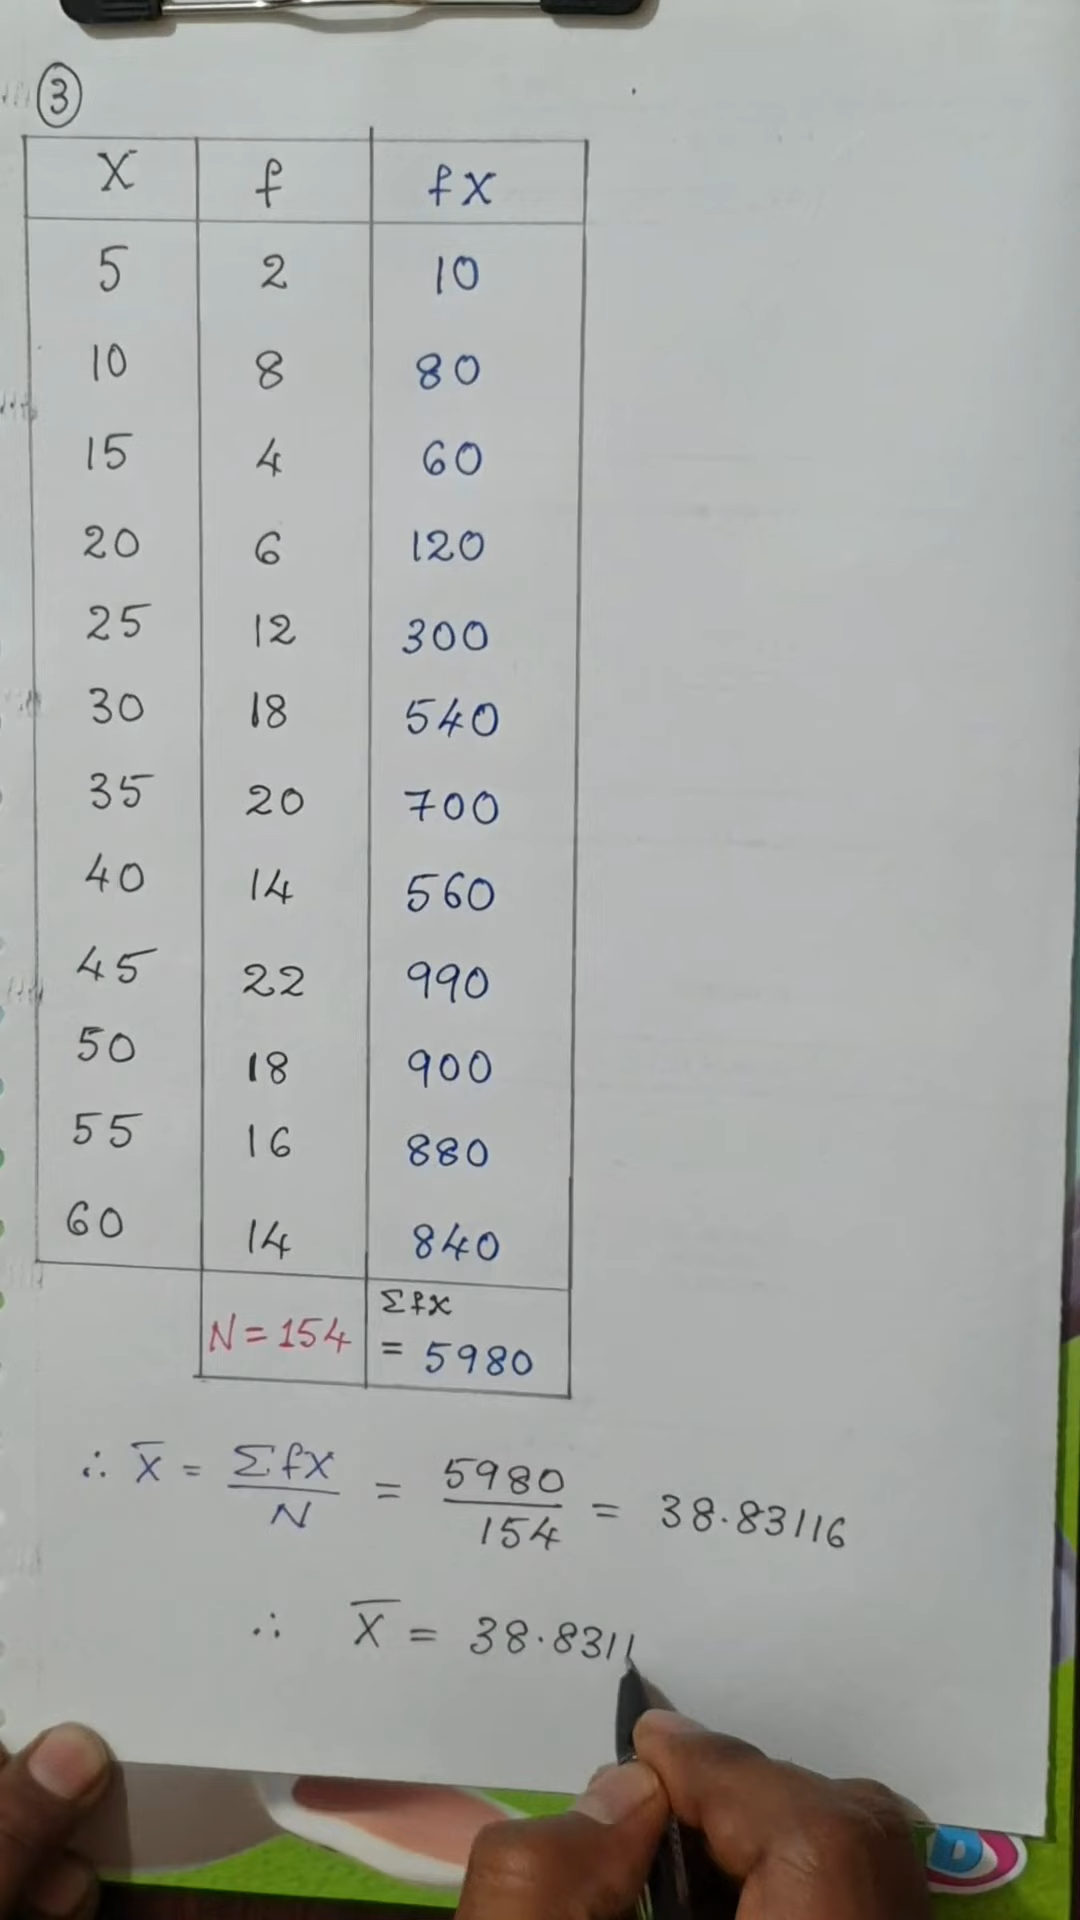 3
X f fX
5 2 10
10 8 80
15 4 60
20 6 120
25 12 300
30 18 540
35 20 700
40 14 560
45 22 990
50 18 900
55 16 880
60 14 840
N = 154 ΣfX = 5980
∴ X̄ = ΣfX / N = 5980 / 154 = 38.83116
∴ X̄ = 38.8311
D